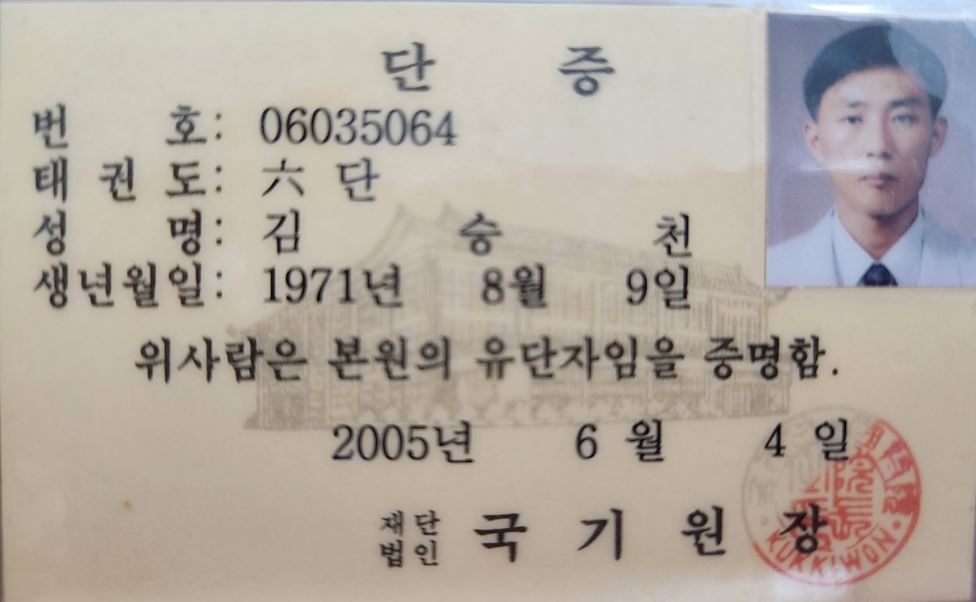 단 증
번 호: 06035064
태 권 도: 六 단
성 명: 김 승 천
생년월일: 1971년 8월 9일
위사람은 본원의 유단자임을 증명함.
2005년 6 월 4 일
재단
법인 국 기 원 장
KUKKIWON